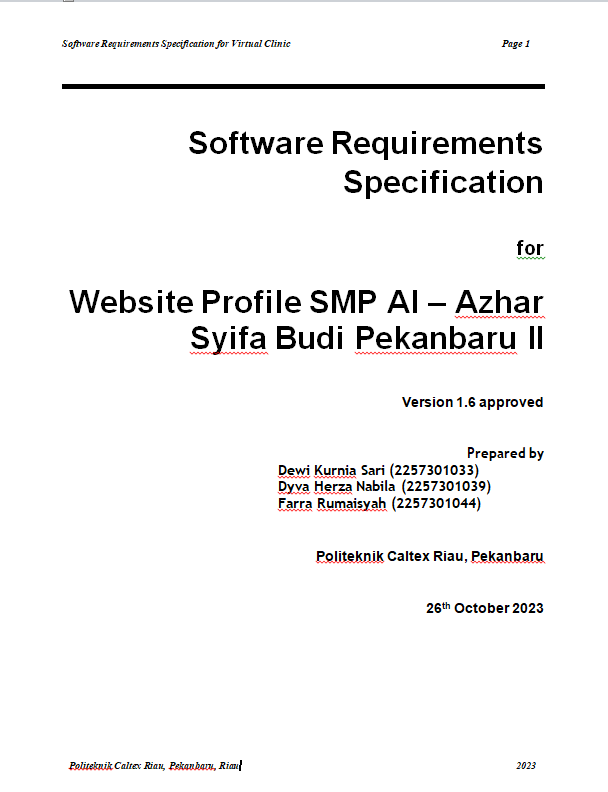 Software Requirements Specification for Virtual Clinic Page 1
Software Requirements
Specification
for
Website Profile SMP Al – Azhar
Syifa Budi Pekanbaru II
Version 1.6 approved
Prepared by
Dewi Kurnia Sari (2257301033)
Dyva Herza Nabila (2257301039)
Farra Rumaisyah (2257301044)
Politeknik Caltex Riau, Pekanbaru
26th October 2023
Politeknik Caltex Riau, Pekanbaru, Riau 2023